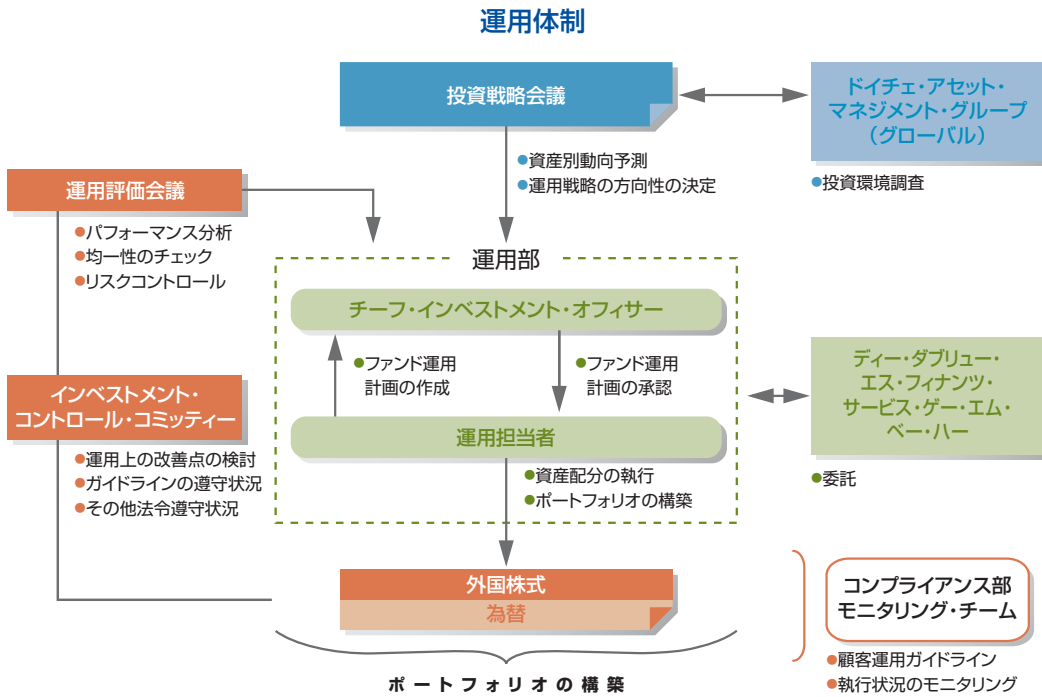 運用体制
投資戦略会議
ドイチェ・アセット・
マネジメント・グループ
（グローバル）
●投資環境調査
●資産別動向予測
●運用戦略の方向性の決定
運用評価会議
●パフォーマンス分析
●均一性のチェック
●リスクコントロール
運用部
チーフ・インベストメント・オフィサー
●ファンド運用
計画の作成
●ファンド運用
計画の承認
運用担当者
●資産配分の執行
●ポートフォリオの構築
ディー・ダブリュー・
エス・フィナンツ・
サービス・ゲー・エム・
ベー・ハー
●委託
インベストメント・
コントロール・コミッティー
●運用上の改善点の検討
●ガイドラインの遵守状況
●その他法令遵守状況
外国株式
為替
ポートフォリオの構築
コンプライアンス部
モニタリング・チーム
●顧客運用ガイドライン
●執行状況のモニタリング